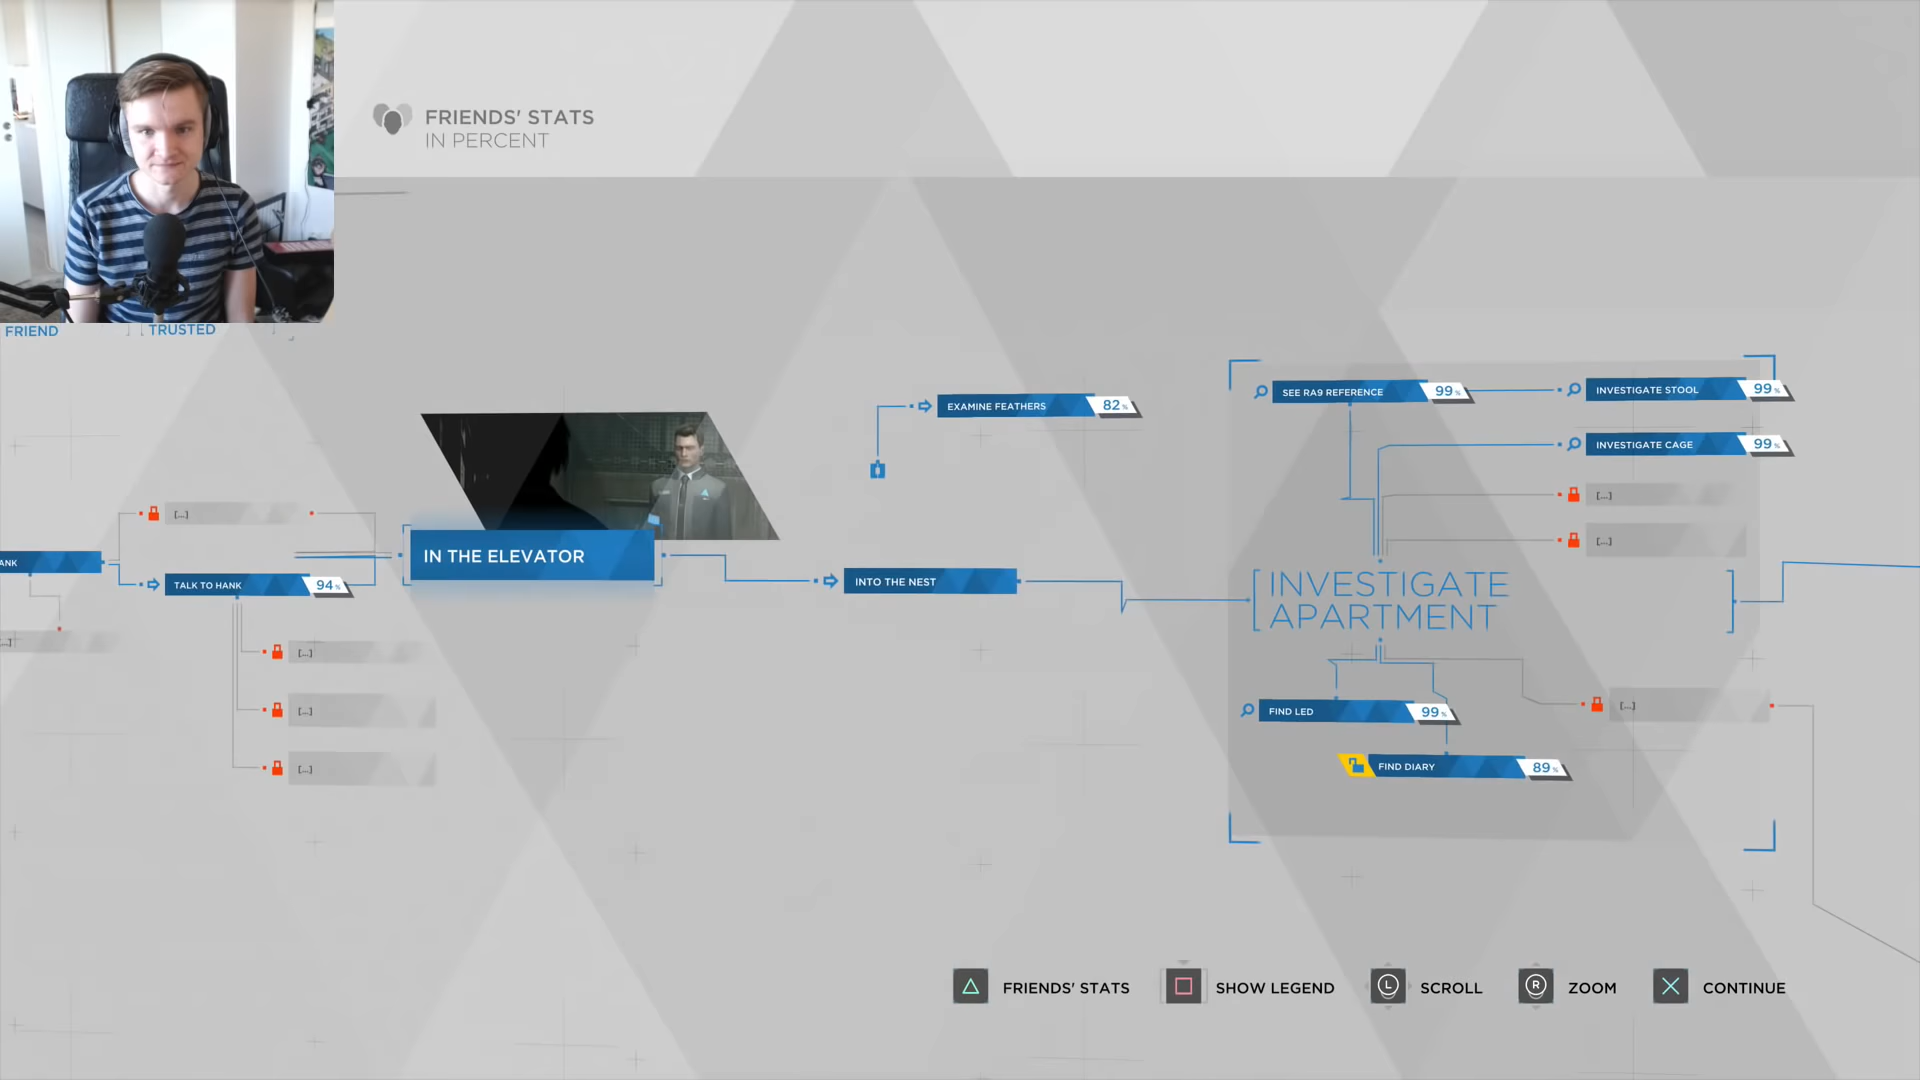 FRIENDS' STATS
IN PERCENT
FRIEND
TRUSTED
EXAMINE FEATHERS 82%
SEE RA9 REFERENCE 99%
INVESTIGATE STOOL 99%
INVESTIGATE CAGE 99%
[...]
[...]
[...]
ANK
TALK TO HANK 94%
IN THE ELEVATOR
INTO THE NEST
INVESTIGATE
APARTMENT
[...]
[...]
[...]
[...]
FIND LED 99%
[...]
FIND DIARY 89%
FRIENDS' STATS
SHOW LEGEND
L SCROLL
R ZOOM
CONTINUE